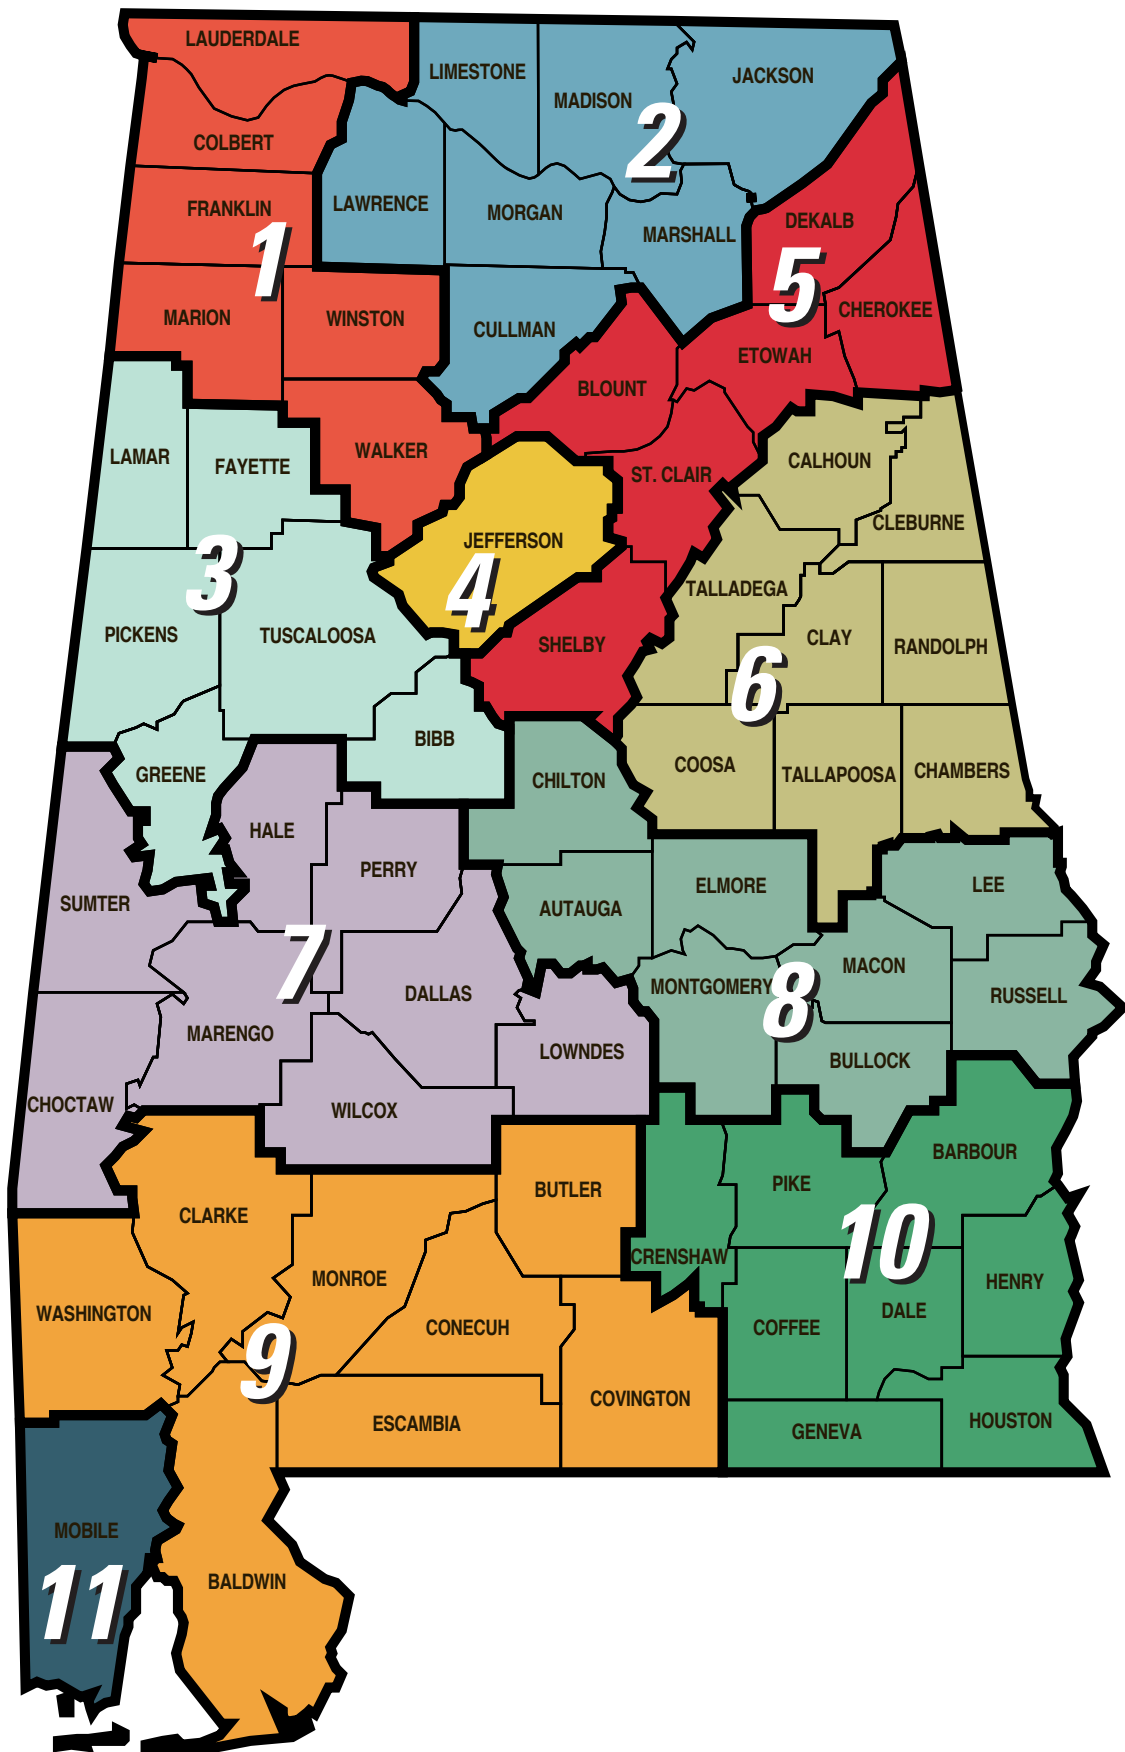 LAUDERDALE
LIMESTONE
MADISON
JACKSON
COLBERT
2
LAWRENCE
FRANKLIN
MORGAN
MARSHALL
DEKALB
1
5
MARION
WINSTON
CULLMAN
CHEROKEE
ETOWAH
BLOUNT
LAMAR
FAYETTE
WALKER
ST. CLAIR
CALHOUN
CLEBURNE
JEFFERSON
3
4
TALLADEGA
PICKENS
TUSCALOOSA
SHELBY
CLAY
RANDOLPH
6
BIBB
GREENE
CHILTON
COOSA
TALLAPOOSA
CHAMBERS
HALE
PERRY
SUMTER
AUTAUGA
ELMORE
LEE
7
DALLAS
MONTGOMERY
8
MACON
RUSSELL
MARENGO
LOWNDES
BULLOCK
CHOCTAW
WILCOX
BARBOUR
PIKE
BUTLER
CLARKE
10
CRENSHAW
MONROE
HENRY
WASHINGTON
CONECUH
COFFEE
DALE
9
COVINGTON
ESCAMBIA
GENEVA
HOUSTON
MOBILE
BALDWIN
11